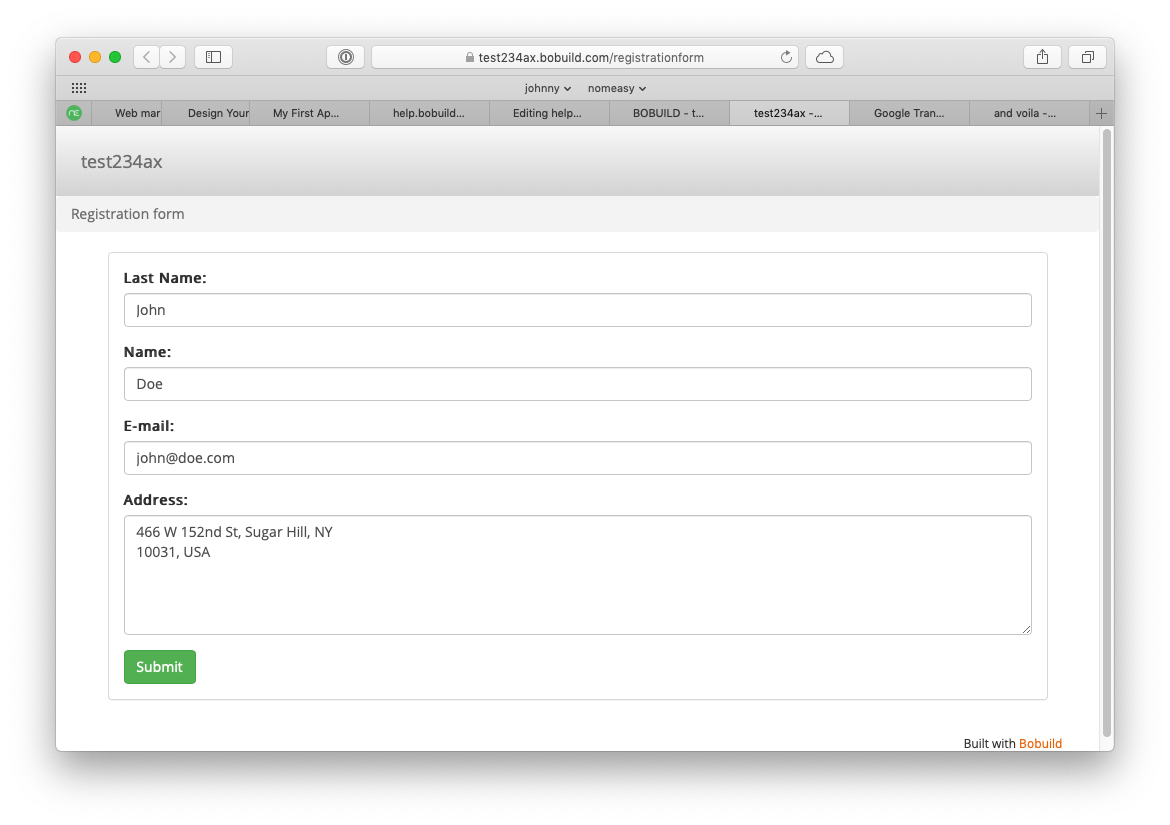 test234ax.bobuild.com/registrationform
johnny nomeasy
NE Web mar Design Your My First Ap... help.bobuild... Editing help... BOBUILD - t... test234ax -... Google Tran... and voila -...
test234ax
Registration form
Last Name:
John
Name:
Doe
E-mail:
john@doe.com
Address:
466 W 152nd St, Sugar Hill, NY
10031, USA
Submit
Built with Bobuild